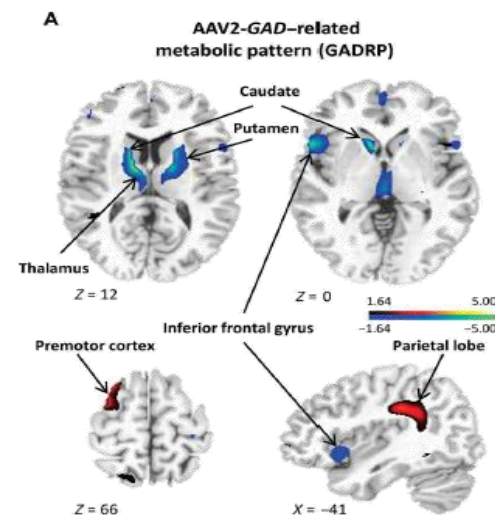 A
AAV2-GAD–related
metabolic pattern (GADRP)
Caudate
Putamen
Thalamus
Z = 12
Z = 0
1.64 5.00
−1.64 −5.00
Inferior frontal gyrus
Premotor cortex
Parietal lobe
Z = 66
X = −41